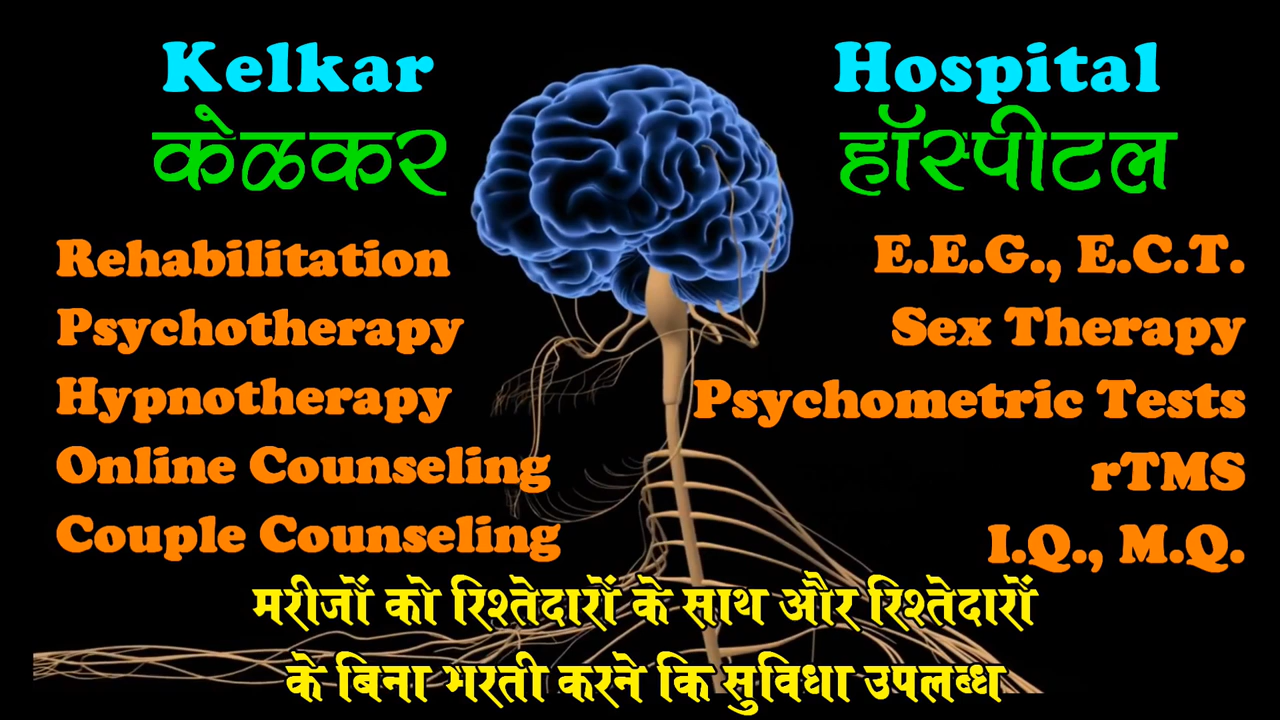 Kelkar Hospital
केळकर हॉस्पीटल
Rehabilitation
Psychotherapy
Hypnotherapy
Online Counseling
Couple Counseling
E.E.G., E.C.T.
Sex Therapy
Psychometric Tests
rTMS
I.Q., M.Q.
मरीजों को रिश्तेदारों के साथ और रिश्तेदारों
के बिना भरती करने कि सुविधा उपलब्ध